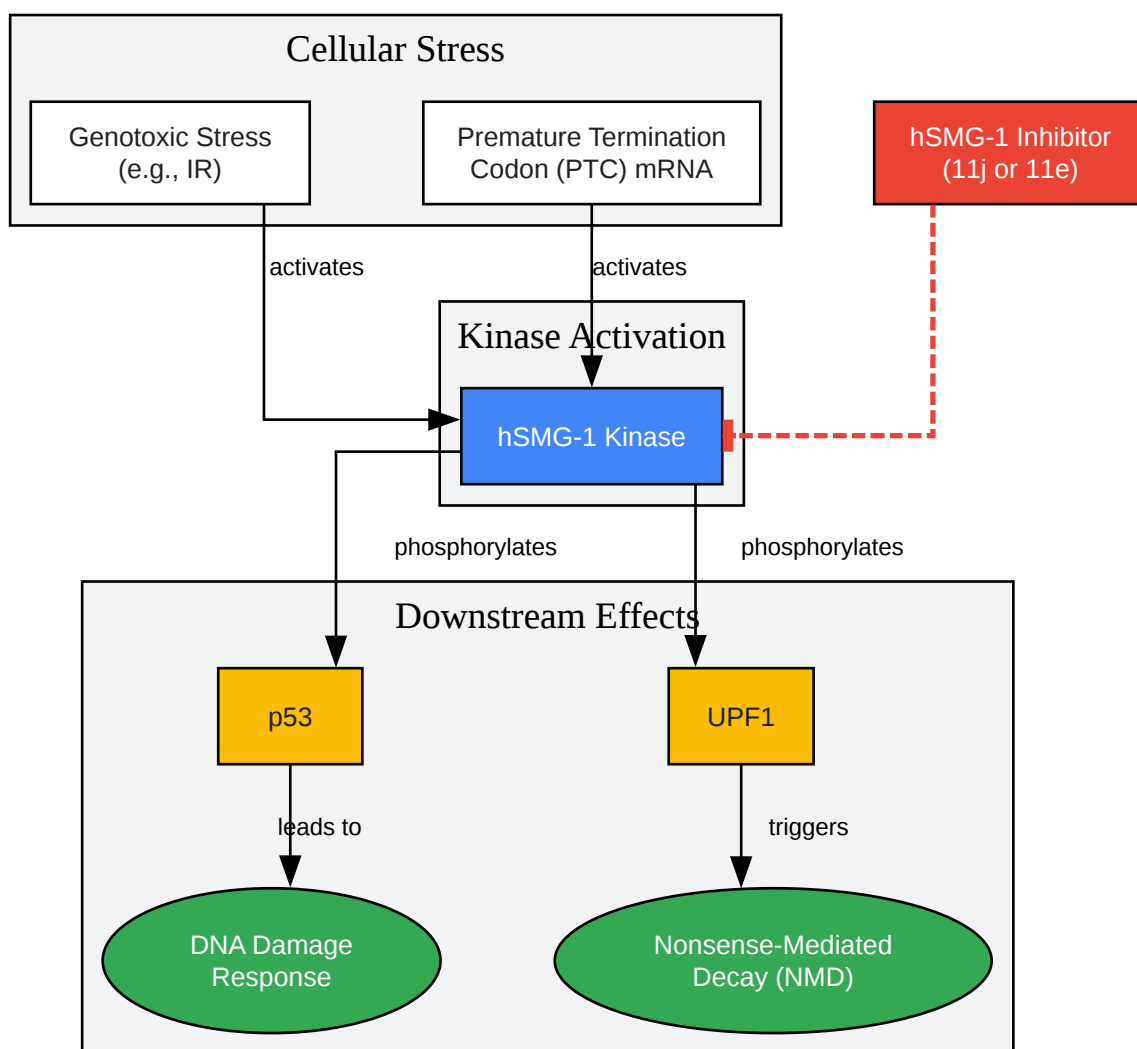 Cellular Stress
Genotoxic Stress
(e.g., IR)
Premature Termination
Codon (PTC) mRNA
hSMG-1 Inhibitor
(11j or 11e)
activates
activates
Kinase Activation
hSMG-1 Kinase
phosphorylates
phosphorylates
Downstream Effects
p53
UPF1
leads to
triggers
DNA Damage
Response
Nonsense-Mediated
Decay (NMD)